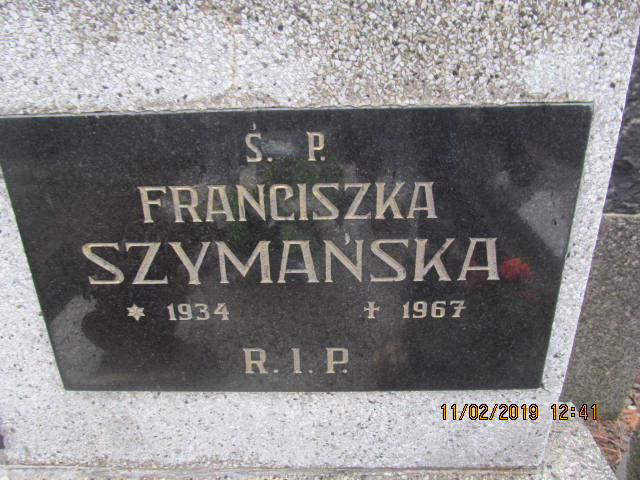 Ś. P.
FRANCISZKA
SZYMAŃSKA
* 1934 ✝ 1967
R. I. P.
11/02/2019 12:41